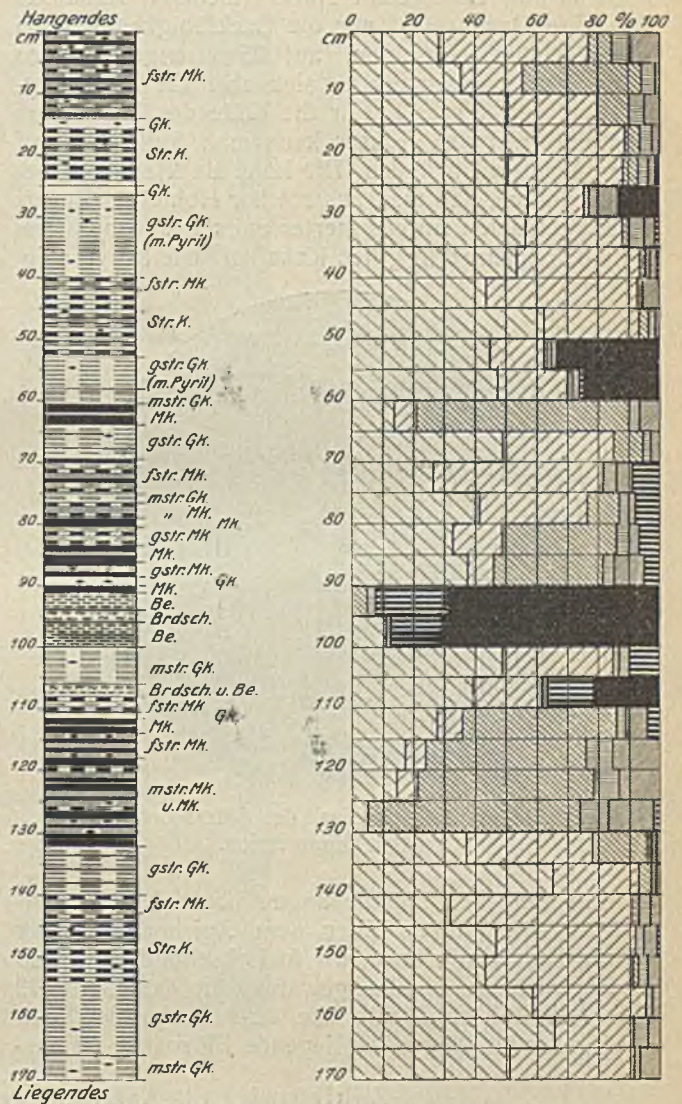 Hangendes
cm
10
20
30
40
50
60
70
80
90
100
110
120
130
140
150
160
170
Liegendes
fstr. Mk.
Gk.
Str. K.
Gk.
gstr. Gk.
(m. Pyrit)
fstr. Mk.
Str. K.
gstr. Gk.
(m. Pyrit)
mstr. Gk.
Mk.
gstr. Gk.
fstr. Mk.
mstr. Gk.
„ Mk.
Mk
gstr. Mk
Mk.
gstr. Mk.
Gk
Mk.
Be.
Brdsch.
Be.
mstr. Gk.
Brdsch. u. Be.
fstr. Mk
Gk.
Mk.
fstr. Mk.
mstr. Mk.
u. Mk.
gstr. Gk.
fstr. Mk.
Str. K.
gstr. Gk.
mstr. Gk.
0 20 40 60 80 % 100
cm
10
20
30
40
50
60
70
80
90
100
110
120
130
140
150
160
170